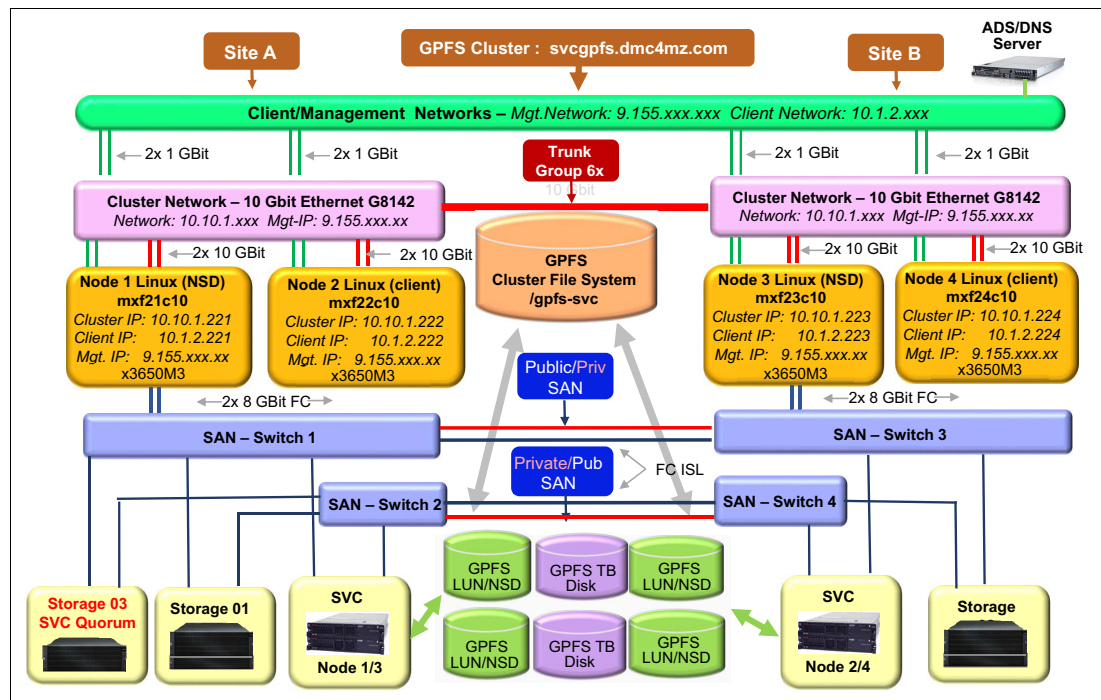 Site A
GPFS Cluster : svcgpfs.dmc4mz.com
Site B
ADS/DNS
Server
Client/Management Networks – Mgt.Network: 9.155.xxx.xxx Client Network: 10.1.2.xxx
2x 1 GBit
2x 1 GBit
Trunk
Group 6x
10 Gbit
2x 1 GBit
2x 1 GBit
Cluster Network – 10 Gbit Ethernet G8142
Network: 10.10.1.xxx Mgt-IP: 9.155.xxx.xx
Cluster Network – 10 Gbit Ethernet G8142
Network: 10.10.1.xxx Mgt-IP: 9.155.xxx.xx
2x 10 GBit
2x 10 GBit
2x 10 GBit
2x 10 GBit
GPFS
Cluster File System
/gpfs-svc
Node 1 Linux (NSD)
mxf21c10
Cluster IP: 10.10.1.221
Client IP: 10.1.2.221
Mgt. IP: 9.155.xxx.xx
x3650M3
Node 2 Linux (client)
mxf22c10
Cluster IP: 10.10.1.222
Client IP: 10.1.2.222
Mgt. IP: 9.155.xxx.xx
x3650M3
Node 3 Linux (NSD)
mxf23c10
Cluster IP: 10.10.1.223
Client IP: 10.1.2.223
Mgt. IP: 9.155.xxx.xx
x3650M3
Node 4 Linux (client)
mxf24c10
Cluster IP: 10.10.1.224
Client IP: 10.1.2.224
Mgt. IP: 9.155.xxx.xx
x3650M3
2x 8 GBit FC
Public/Priv
SAN
2x 8 GBit FC
SAN – Switch 1
SAN – Switch 3
Private/Pub
SAN
FC ISL
SAN – Switch 2
SAN – Switch 4
GPFS
LUN/NSD
GPFS TB
Disk
GPFS
LUN/NSD
GPFS
LUN/NSD
GPFS TB
Disk
GPFS
LUN/NSD
Storage 03
SVC Quorum
Storage 01
SVC
Node 1/3
SVC
Node 2/4
Storage